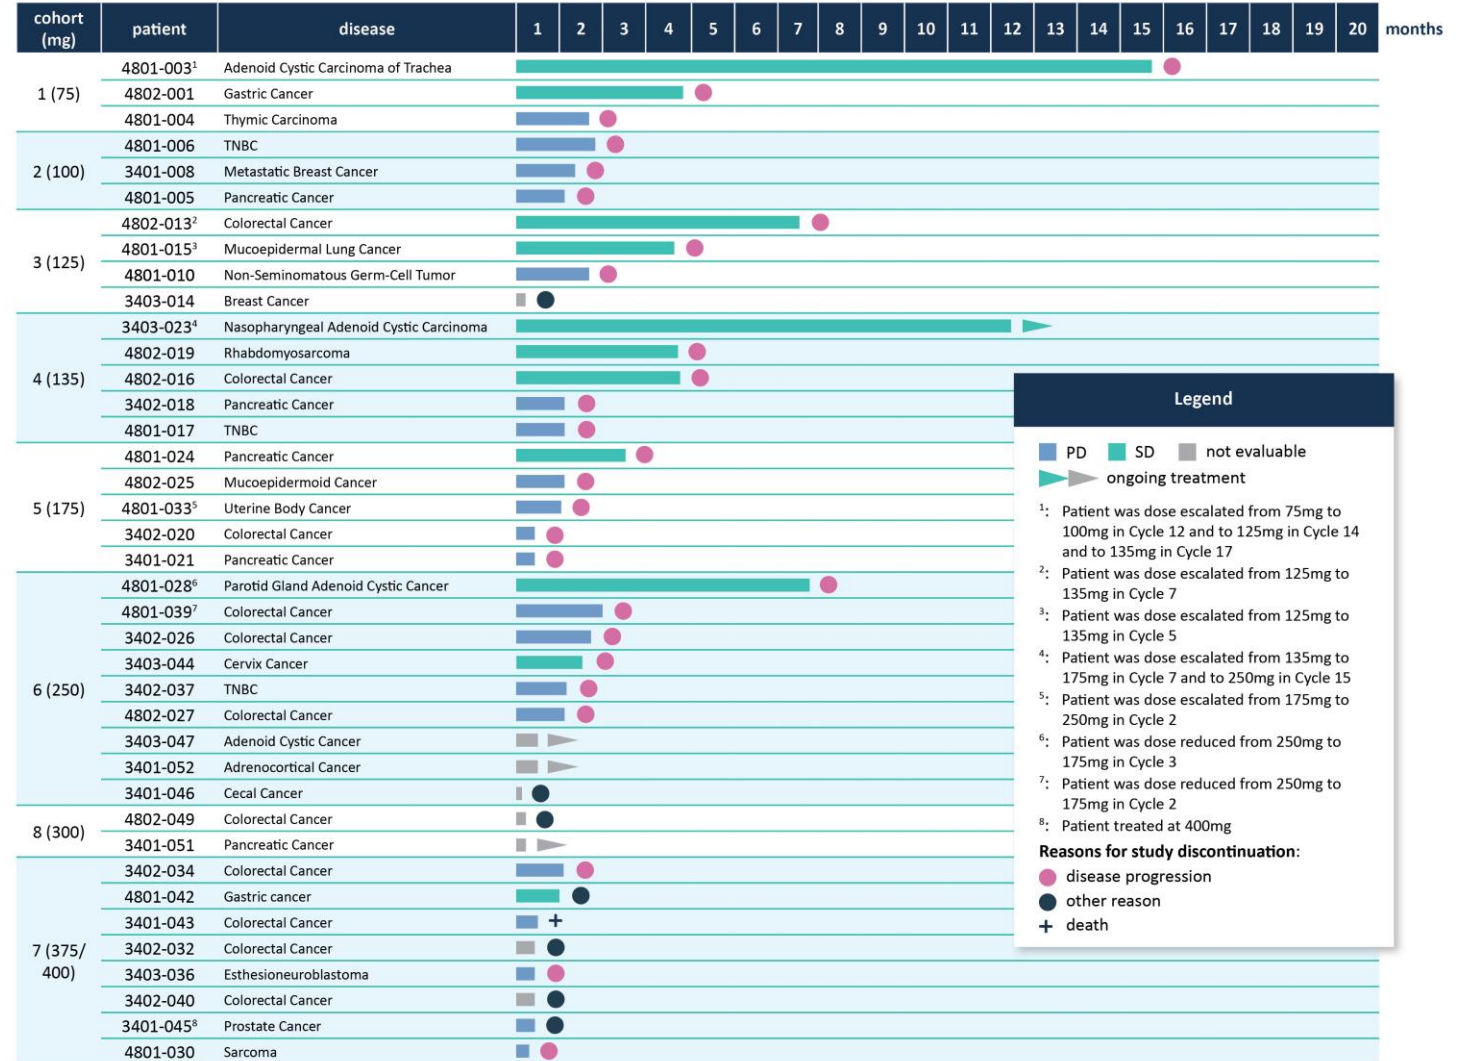 cohort (mg) patient disease 1 2 3 4 5 6 7 8 9 10 11 12 13 14 15 16 17 18 19 20 months
1 (75)
4801-003¹ Adenoid Cystic Carcinoma of Trachea
4802-001 Gastric Cancer
4801-004 Thymic Carcinoma
2 (100)
4801-006 TNBC
3401-008 Metastatic Breast Cancer
4801-005 Pancreatic Cancer
3 (125)
4802-013² Colorectal Cancer
4801-015³ Mucoepidermal Lung Cancer
4801-010 Non-Seminomatous Germ-Cell Tumor
3403-014 Breast Cancer
4 (135)
3403-023⁴ Nasopharyngeal Adenoid Cystic Carcinoma
4802-019 Rhabdomyosarcoma
4802-016 Colorectal Cancer
3402-018 Pancreatic Cancer
4801-017 TNBC
5 (175)
4801-024 Pancreatic Cancer
4802-025 Mucoepidermoid Cancer
4801-033⁵ Uterine Body Cancer
3402-020 Colorectal Cancer
3401-021 Pancreatic Cancer
6 (250)
4801-028⁶ Parotid Gland Adenoid Cystic Cancer
4801-039⁷ Colorectal Cancer
3402-026 Colorectal Cancer
3403-044 Cervix Cancer
3402-037 TNBC
4802-027 Colorectal Cancer
3403-047 Adenoid Cystic Cancer
3401-052 Adrenocortical Cancer
3401-046 Cecal Cancer
8 (300)
4802-049 Colorectal Cancer
3401-051 Pancreatic Cancer
7 (375/
400)
3402-034 Colorectal Cancer
4801-042 Gastric cancer
3401-043 Colorectal Cancer
3402-032 Colorectal Cancer
3403-036 Esthesioneuroblastoma
3402-040 Colorectal Cancer
3401-045⁸ Prostate Cancer
4801-030 Sarcoma
Legend
PD SD not evaluable
ongoing treatment
¹: Patient was dose escalated from 75mg to
100mg in Cycle 12 and to 125mg in Cycle 14
and to 135mg in Cycle 17
²: Patient was dose escalated from 125mg to
135mg in Cycle 7
³: Patient was dose escalated from 125mg to
135mg in Cycle 5
⁴: Patient was dose escalated from 135mg to
175mg in Cycle 7 and to 250mg in Cycle 15
⁵: Patient was dose escalated from 175mg to
250mg in Cycle 2
⁶: Patient was dose reduced from 250mg to
175mg in Cycle 3
⁷: Patient was dose reduced from 250mg to
175mg in Cycle 2
⁸: Patient treated at 400mg
Reasons for study discontinuation:
disease progression
other reason
+ death